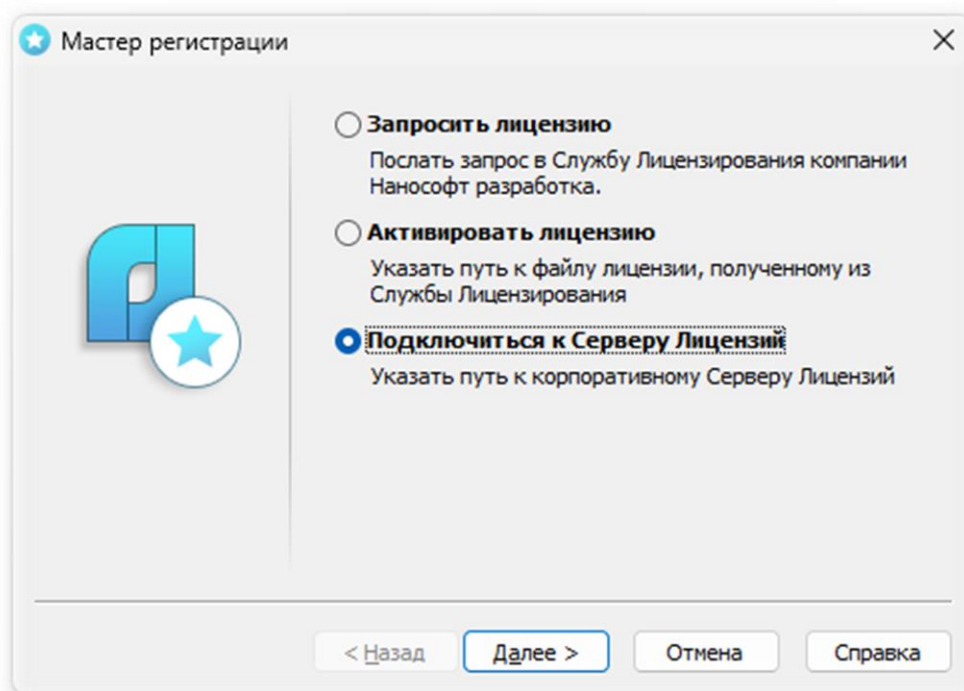 Мастер регистрации
Запросить лицензию
Послать запрос в Службу Лицензирования компании
Нанософт разработка.
Активировать лицензию
Указать путь к файлу лицензии, полученному из
Службы Лицензирования
Подключиться к Серверу Лицензий
Указать путь к корпоративному Серверу Лицензий
< Назад
Далее >
Отмена
Справка